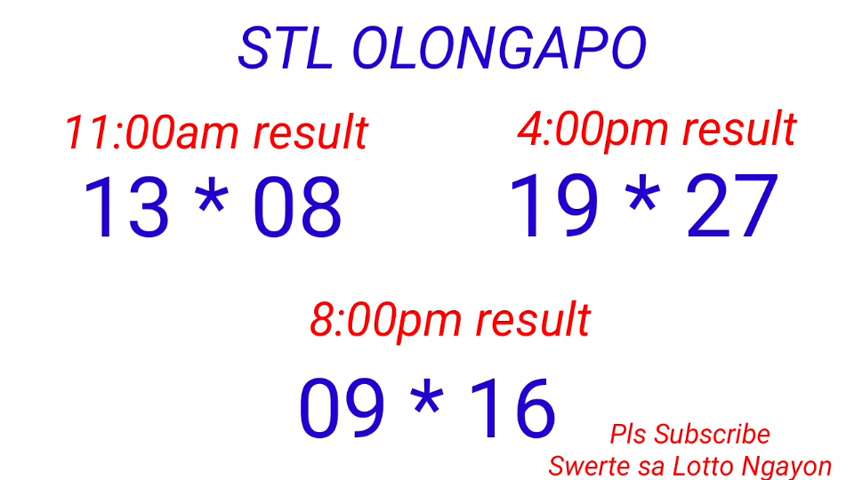 STL OLONGAPO
11:00am result
13 * 08
4:00pm result
19 * 27
8:00pm result
09 * 16
Pls Subscribe
Swerte sa Lotto Ngayon